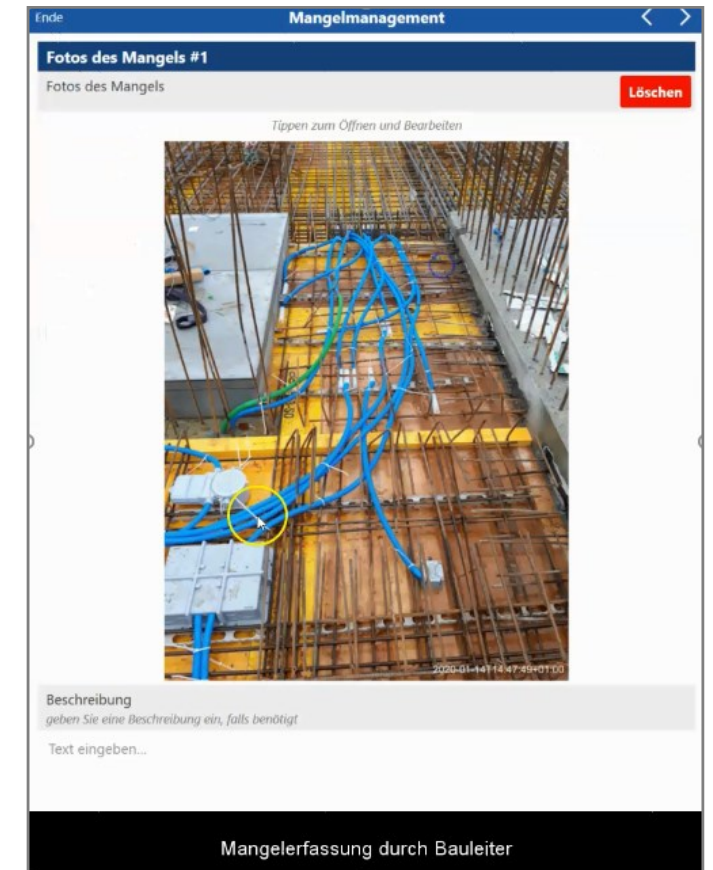 Ende
Mangelmanagement
Fotos des Mangels #1
Fotos des Mangels
Löschen
Tippen zum Öffnen und Bearbeiten
2020-01-14T14:47:49+01:00
Beschreibung
geben Sie eine Beschreibung ein, falls benötigt
Text eingeben...
Mangelerfassung durch Bauleiter